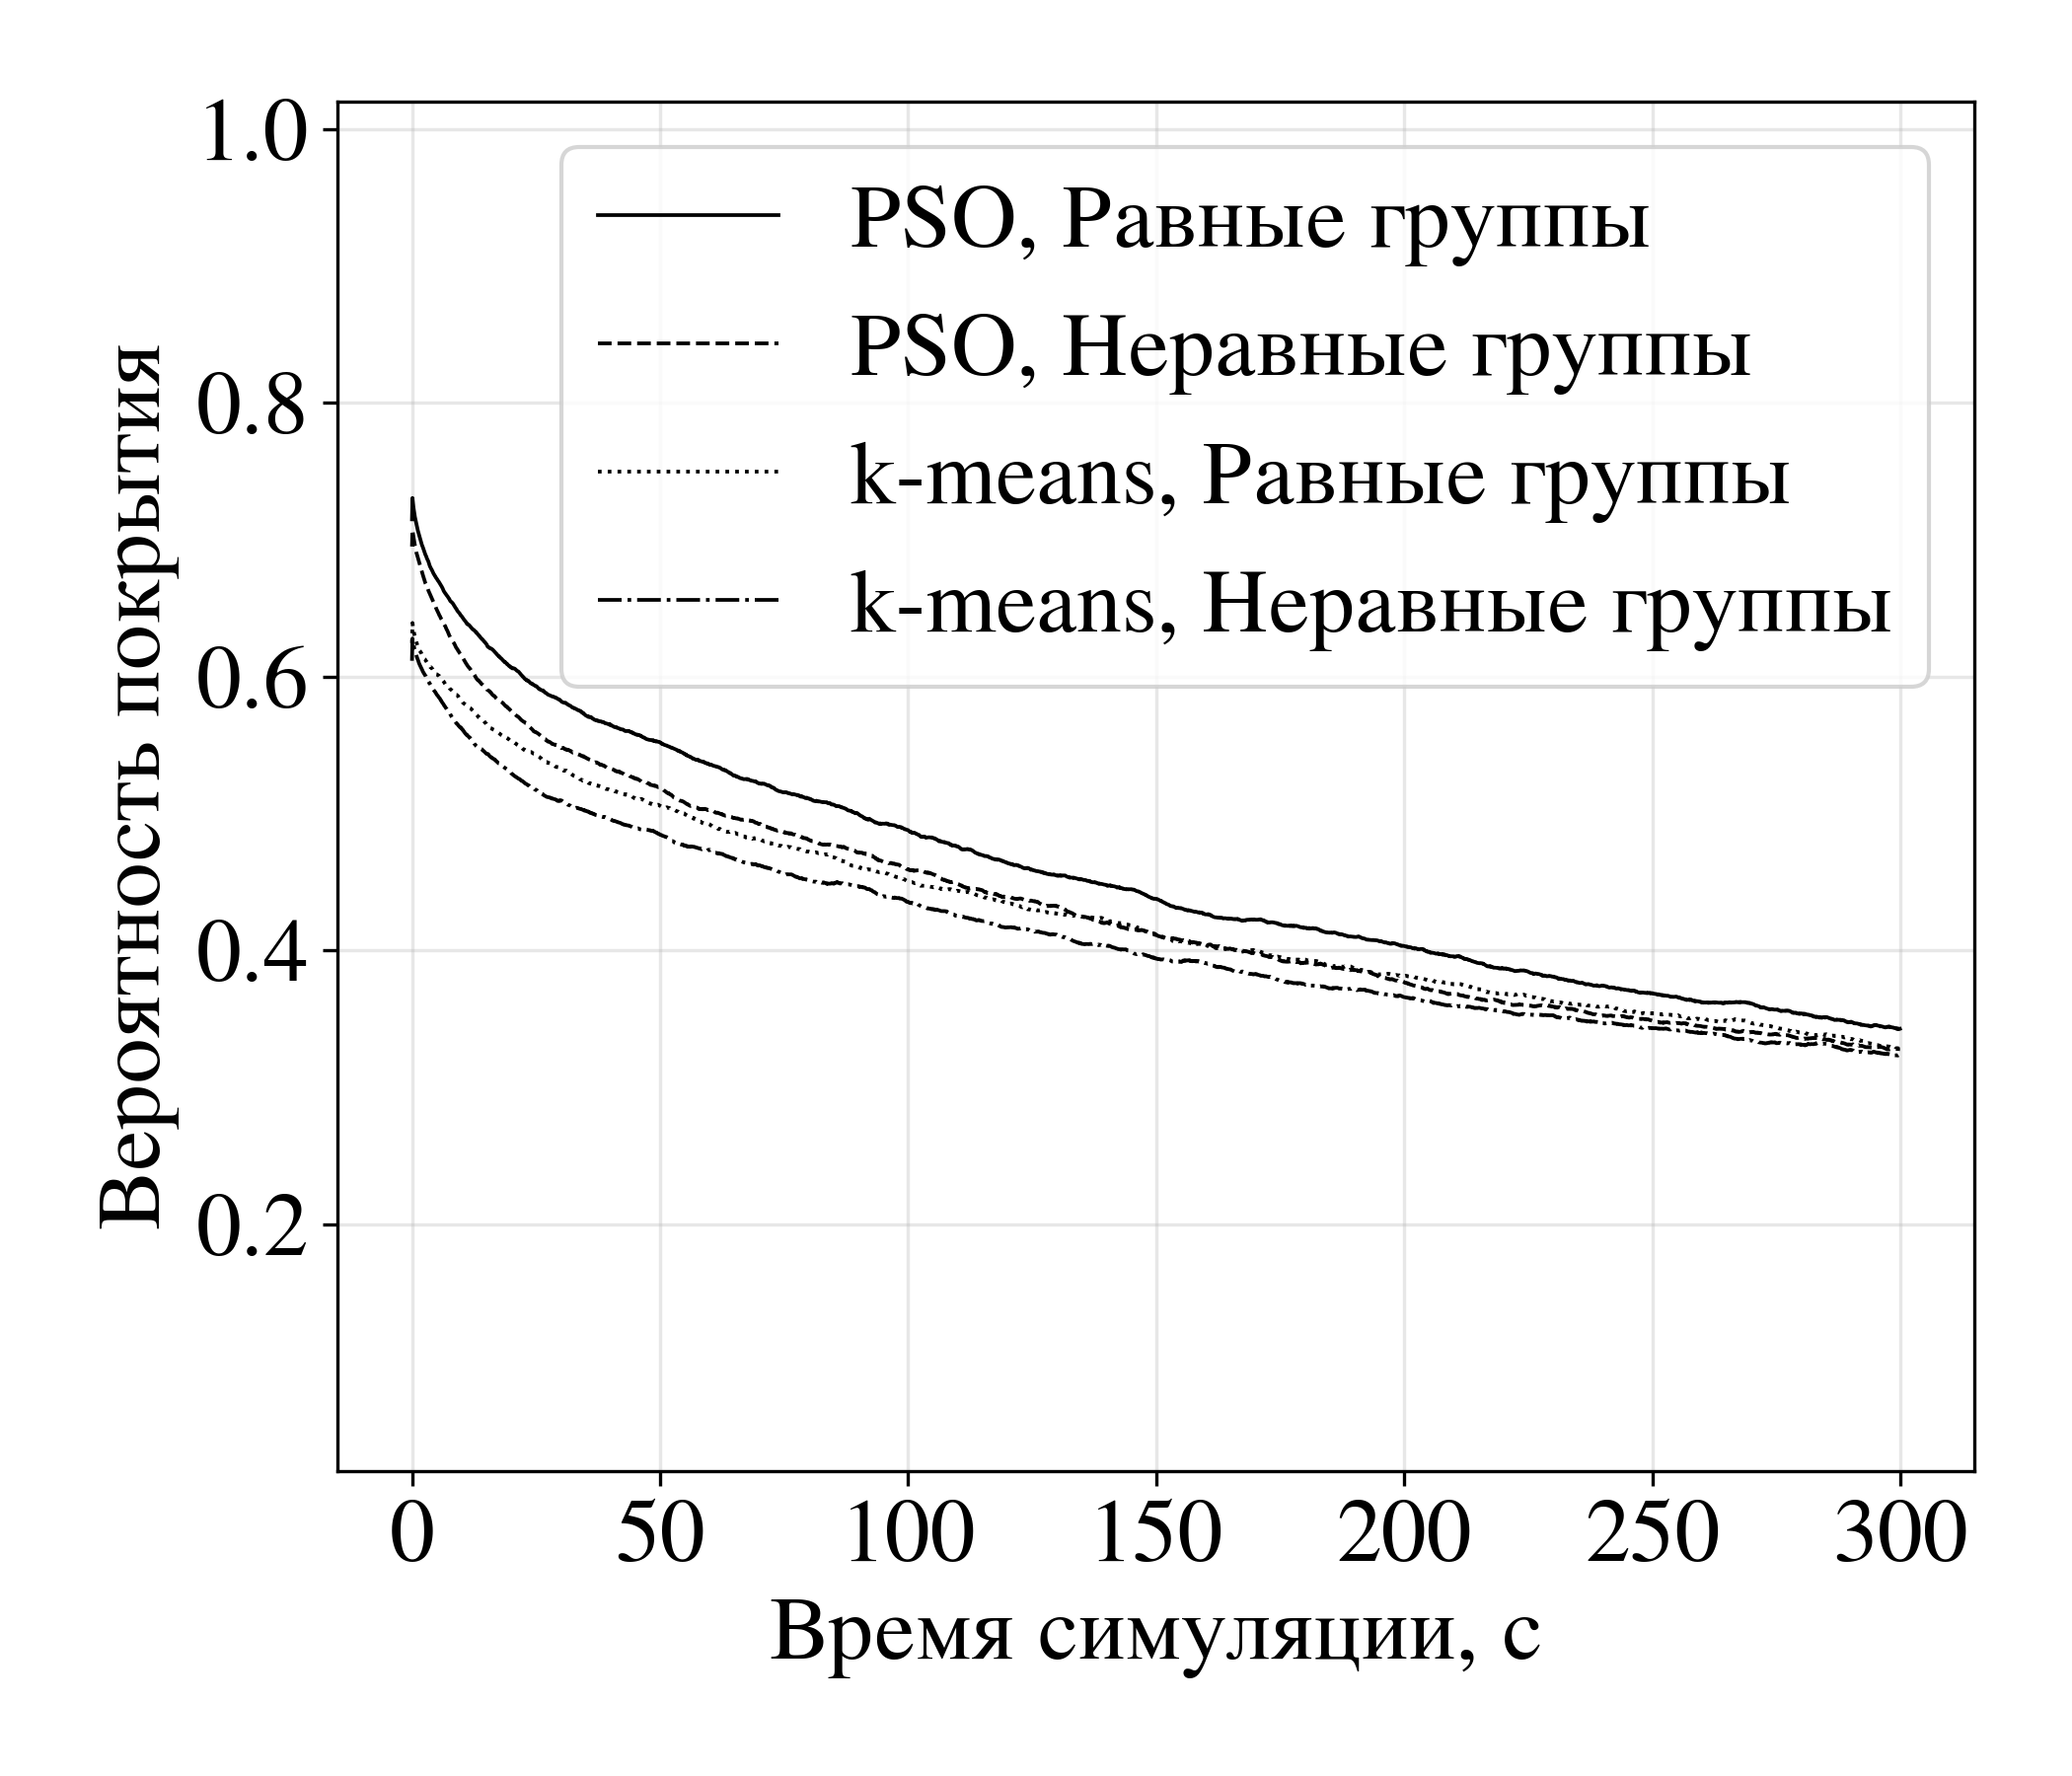 1.0
0.8
0.6
0.4
0.2
Вероятность покрытия
PSO, Равные группы
PSO, Неравные группы
k-means, Равные группы
k-means, Неравные группы
0 50 100 150 200 250 300
Время симуляции, с